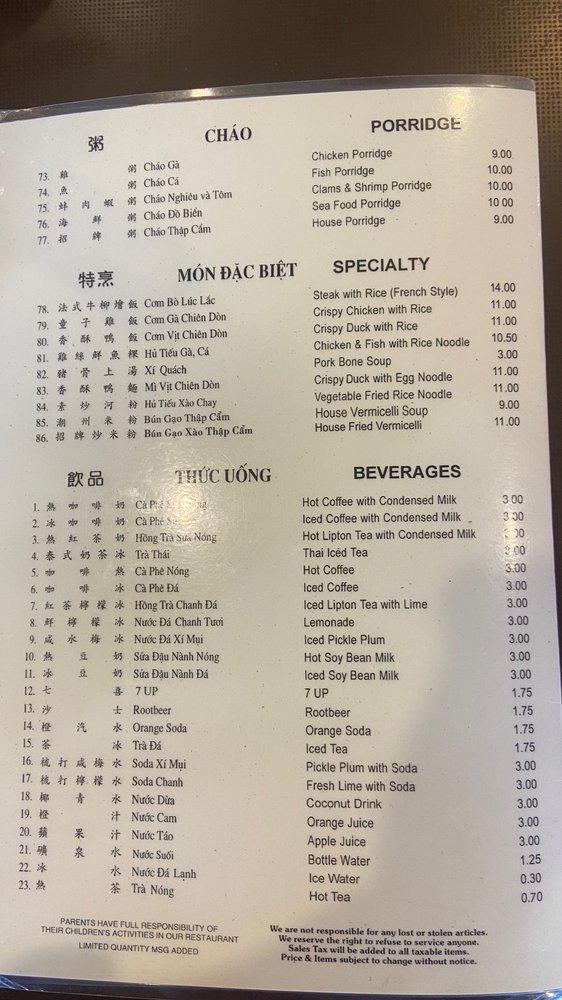 粥 CHÁO PORRIDGE
73. 雞 粥 Cháo Gà Chicken Porridge 9.00
74. 魚 粥 Cháo Cá Fish Porridge 10.00
75. 蚌 肉 蝦 粥 Cháo Nghiêu và Tôm Clams & Shrimp Porridge 10.00
76. 海 鮮 粥 Cháo Đồ Biển Sea Food Porridge 10 00
77. 招 牌 粥 Cháo Thập Cẩm House Porridge 9.00
特烹 MÓN ĐẶC BIỆT SPECIALTY
78. 法 式 牛 柳 燴 飯 Cơm Bò Lúc Lắc Steak with Rice (French Style) 14.00
79. 童 子 雞 飯 Cơm Gà Chiên Dòn Crispy Chicken with Rice 11.00
80. 香 酥 鴨 飯 Cơm Vịt Chiên Dòn Crispy Duck with Rice 11.00
81. 雞 絲 鮮 魚 粿 Hủ Tiếu Gà, Cá Chicken & Fish with Rice Noodle 10.50
82. 豬 骨 上 湯 Xí Quách Pork Bone Soup 3.00
83. 香 酥 鴨 麵 Mì Vịt Chiên Dòn Crispy Duck with Egg Noodle 11.00
84. 素 炒 河 粉 Hủ Tiếu Xào Chay Vegetable Fried Rice Noodle 11.00
85. 潮 州 米 粉 Bún Gạo Thập Cẩm House Vermicelli Soup 9.00
86. 招 牌 炒 米 粉 Bún Gạo Xào Thập Cẩm House Fried Vermicelli 11.00
飲品 THỨC UỐNG BEVERAGES
1. 熱 咖 啡 奶 Cà Phê Hot Coffee with Condensed Milk 3.00
2. 冰 咖 啡 奶 Cà Phê Iced Coffee with Condensed Milk 3.00
3. 熱 紅 茶 奶 Hồng Trà Sữa Nóng Hot Lipton Tea with Condensed Milk 3.00
4. 泰 式 奶 茶 冰 Trà Thái Thai Iced Tea 3.00
5. 咖 啡 熱 Cà Phê Nóng Hot Coffee 3.00
6. 咖 啡 冰 Cà Phê Đá Iced Coffee 3.00
7. 紅 茶 檸 檬 冰 Hồng Trà Chanh Đá Iced Lipton Tea with Lime 3.00
8. 鮮 檸 檬 冰 Nước Đá Chanh Tươi Lemonade 3.00
9. 咸 水 梅 冰 Nước Đá Xí Mụi Iced Pickle Plum 3.00
10. 熱 豆 奶 Sữa Đậu Nành Nóng Hot Soy Bean Milk 3.00
11. 冰 豆 奶 Sữa Đậu Nành Đá Iced Soy Bean Milk 3.00
12. 七 喜 7 UP 7 UP 1.75
13. 沙 士 Rootbeer Rootbeer 1.75
14. 橙 汽 水 Orange Soda Orange Soda 1.75
15. 茶 冰 Trà Đá Iced Tea 1.75
16. 梳 打 咸 梅 水 Soda Xí Mụi Pickle Plum with Soda 3.00
17. 梳 打 檸 檬 水 Soda Chanh Fresh Lime with Soda 3.00
18. 椰 青 水 Nước Dừa Coconut Drink 3.00
19. 橙 汁 Nước Cam Orange Juice 3.00
20. 蘋 果 汁 Nước Táo Apple Juice 3.00
21. 礦 泉 水 Nước Suối Bottle Water 1.25
22. 冰 水 Nước Đá Lạnh Ice Water 0.30
23. 熱 茶 Trà Nóng Hot Tea 0.70
PARENTS HAVE FULL RESPONSIBILITY OF
THEIR CHILDREN'S ACTIVITIES IN OUR RESTAURANT
LIMITED QUANTITY MSG ADDED
We are not responsible for any lost or stolen articles.
We reserve the right to refuse to service anyone.
Sales Tax will be added to all taxable items.
Price & Items subject to change without notice.